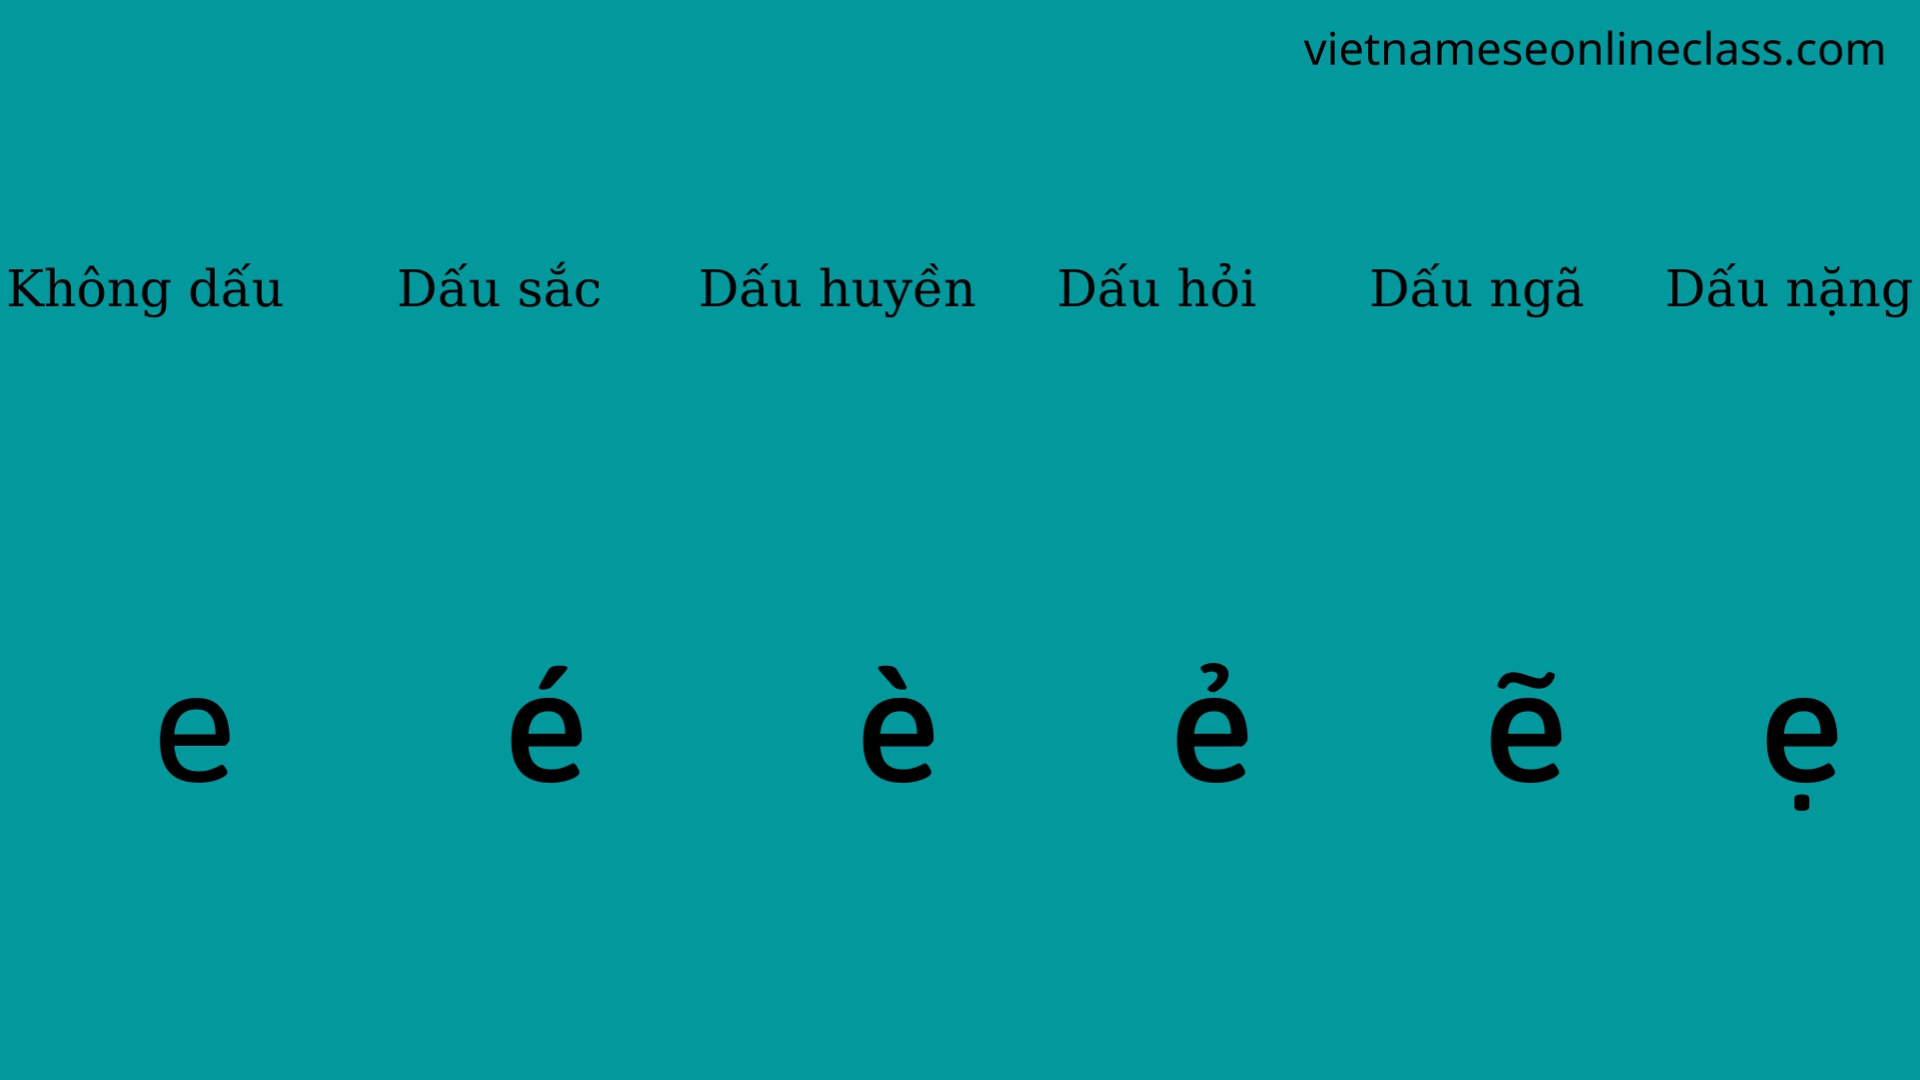 vietnameseonlineclass.com
Không dấu Dấu sắc Dấu huyền Dấu hỏi Dấu ngã Dấu nặng
e é è ẻ ẽ ẹ